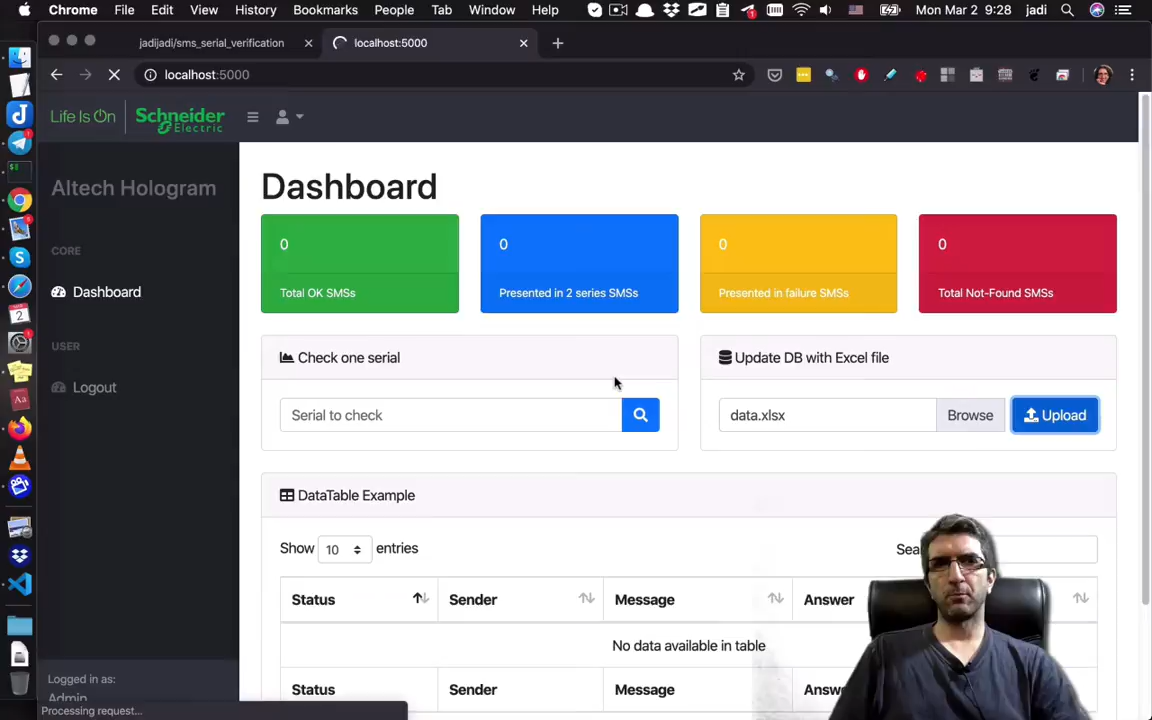 Chrome File Edit View History Bookmarks People Tab Window Help Mon Mar 2 9:28 jadi
jadijadi/sms_serial_verification
localhost:5000
localhost:5000
Life Is On Schneider Electric
Altech Hologram
CORE
Dashboard
USER
Logout
Logged in as:
Admin
Processing request...
Dashboard
0 0 0 0
Total OK SMSs Presented in 2 series SMSs Presented in failure SMSs Total Not-Found SMSs
Check one serial
Serial to check
Update DB with Excel file
data.xlsx Browse Upload
DataTable Example
Show 10 entries
Status Sender Message Answer
No data available in table
Status Sender Message